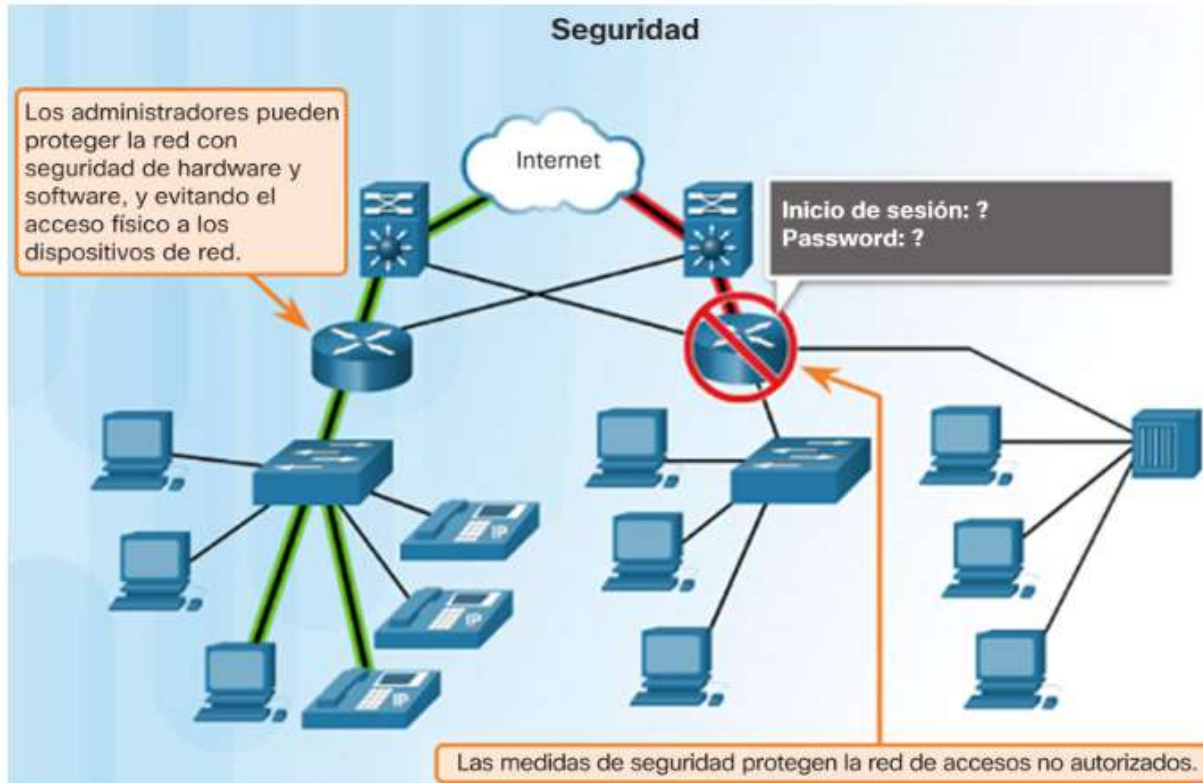 Seguridad
Los administradores pueden
proteger la red con
seguridad de hardware y
software, y evitando el
acceso físico a los
dispositivos de red.
Internet
Inicio de sesión: ?
Password: ?
Las medidas de seguridad protegen la red de accesos no autorizados.